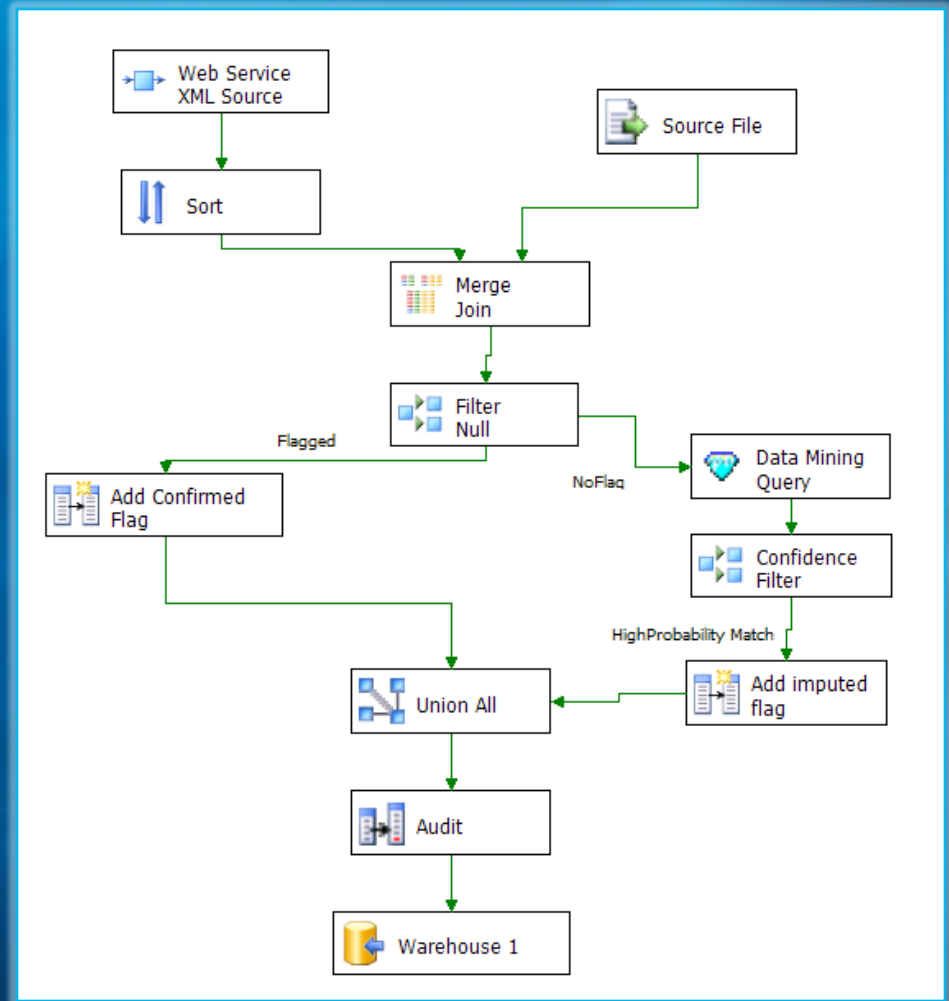 Web Service
XML Source
Source File
Sort
Merge
Join
Filter
Null
Flagged
NoFlag
Data Mining
Query
Add Confirmed
Flag
Confidence
Filter
HighProbability Match
Add imputed
flag
Union All
Audit
Warehouse 1